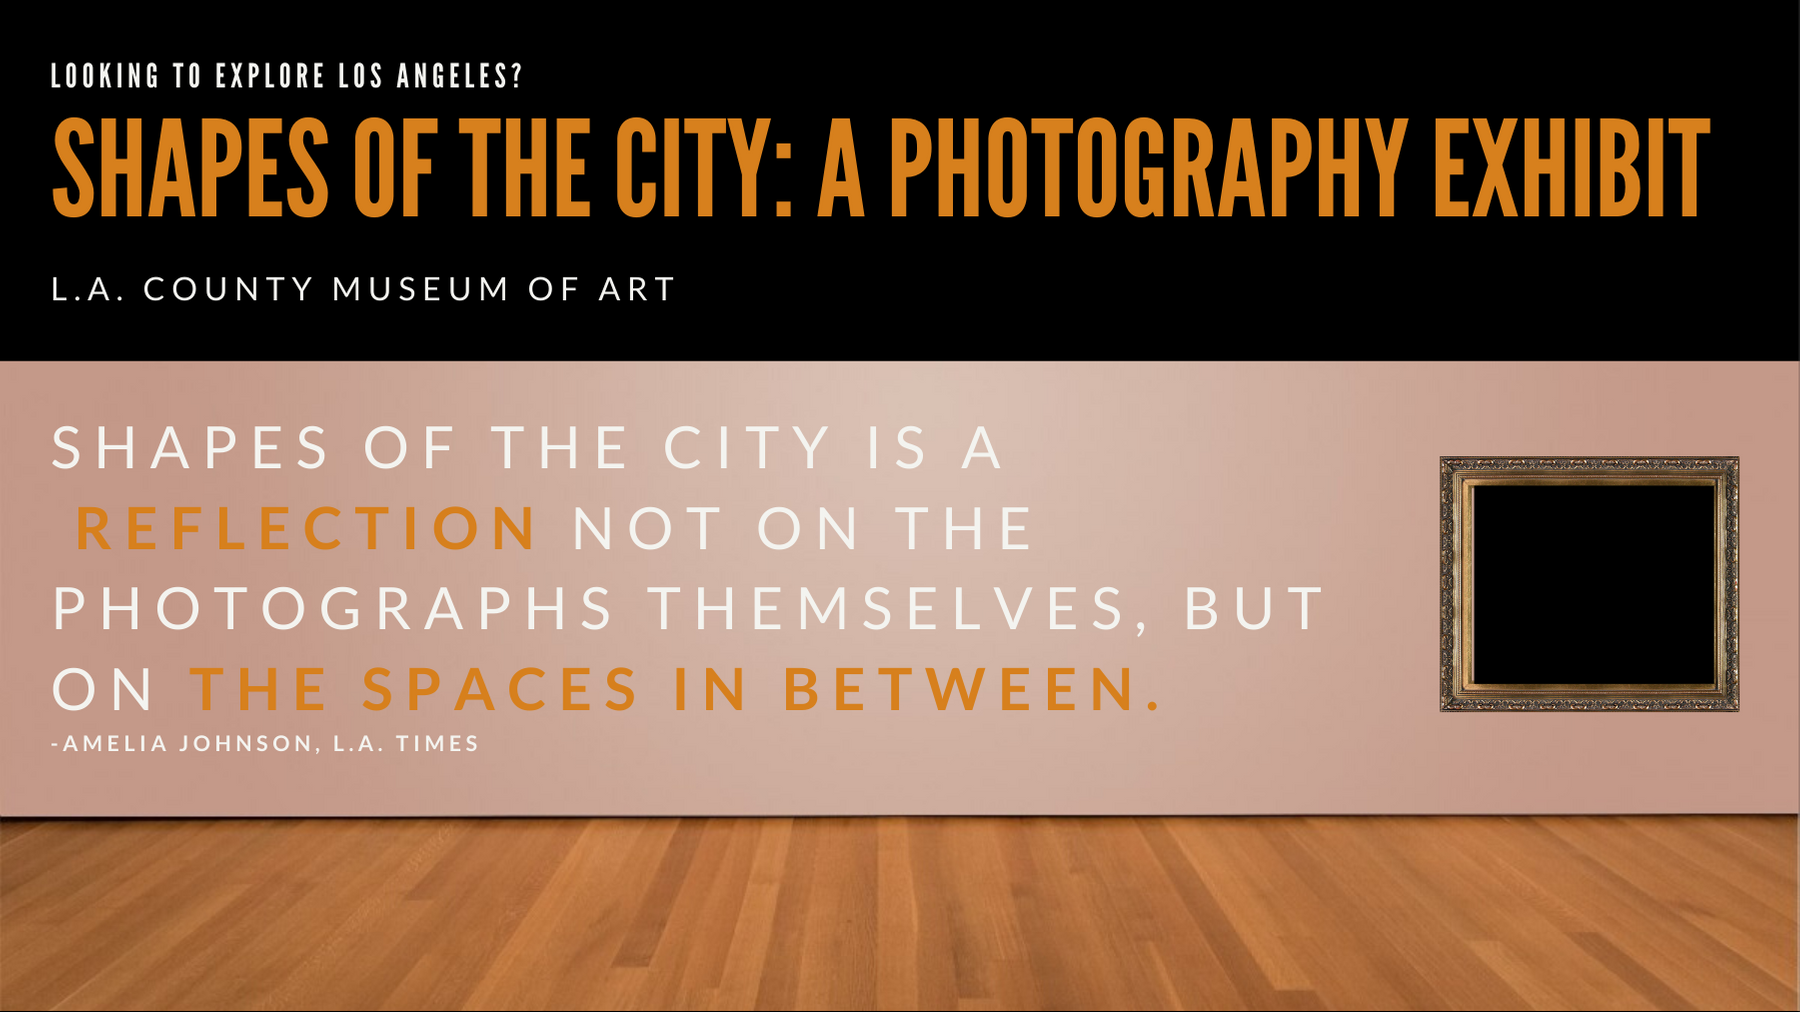 LOOKING TO EXPLORE LOS ANGELES?
SHAPES OF THE CITY: A PHOTOGRAPHY EXHIBIT
L.A. COUNTY MUSEUM OF ART
SHAPES OF THE CITY IS A
REFLECTION NOT ON THE
PHOTOGRAPHS THEMSELVES, BUT
ON THE SPACES IN BETWEEN.
-AMELIA JOHNSON, L.A. TIMES